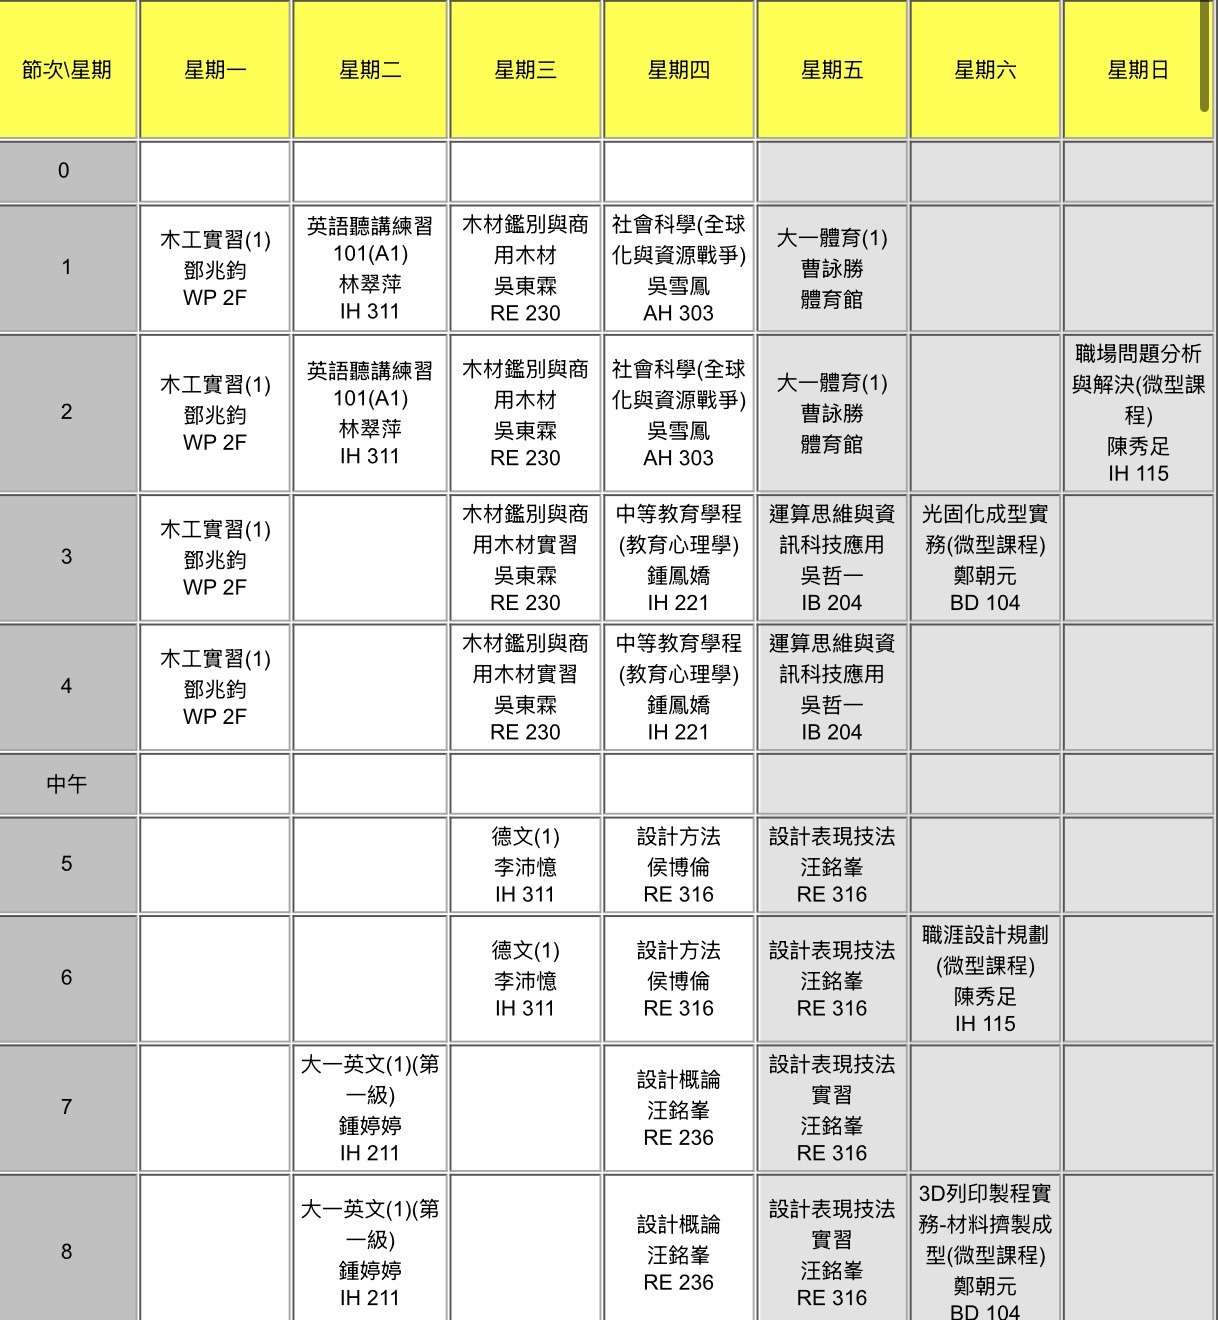 節次\星期 星期一 星期二 星期三 星期四 星期五 星期六 星期日
0
1
木工實習(1)
鄧兆鈞
WP 2F
英語聽講練習
101(A1)
林翠萍
IH 311
木材鑑別與商
用木材
吳東霖
RE 230
社會科學(全球
化與資源戰爭)
吳雪鳳
AH 303
大一體育(1)
曹詠勝
體育館
2
木工實習(1)
鄧兆鈞
WP 2F
英語聽講練習
101(A1)
林翠萍
IH 311
木材鑑別與商
用木材
吳東霖
RE 230
社會科學(全球
化與資源戰爭)
吳雪鳳
AH 303
大一體育(1)
曹詠勝
體育館
職場問題分析
與解決(微型課
程)
陳秀足
IH 115
3
木工實習(1)
鄧兆鈞
WP 2F
木材鑑別與商
用木材實習
吳東霖
RE 230
中等教育學程
(教育心理學)
鍾鳳嬌
IH 221
運算思維與資
訊科技應用
吳哲一
IB 204
光固化成型實
務(微型課程)
鄭朝元
BD 104
4
木工實習(1)
鄧兆鈞
WP 2F
木材鑑別與商
用木材實習
吳東霖
RE 230
中等教育學程
(教育心理學)
鍾鳳嬌
IH 221
運算思維與資
訊科技應用
吳哲一
IB 204
中午
5
德文(1)
李沛憶
IH 311
設計方法
侯博倫
RE 316
設計表現技法
汪銘峯
RE 316
6
德文(1)
李沛憶
IH 311
設計方法
侯博倫
RE 316
設計表現技法
汪銘峯
RE 316
職涯設計規劃
(微型課程)
陳秀足
IH 115
7
大一英文(1)(第
一級)
鍾婷婷
IH 211
設計概論
汪銘峯
RE 236
設計表現技法
實習
汪銘峯
RE 316
8
大一英文(1)(第
一級)
鍾婷婷
IH 211
設計概論
汪銘峯
RE 236
設計表現技法
實習
汪銘峯
RE 316
3D列印製程實
務-材料擠製成
型(微型課程)
鄭朝元
BD 104